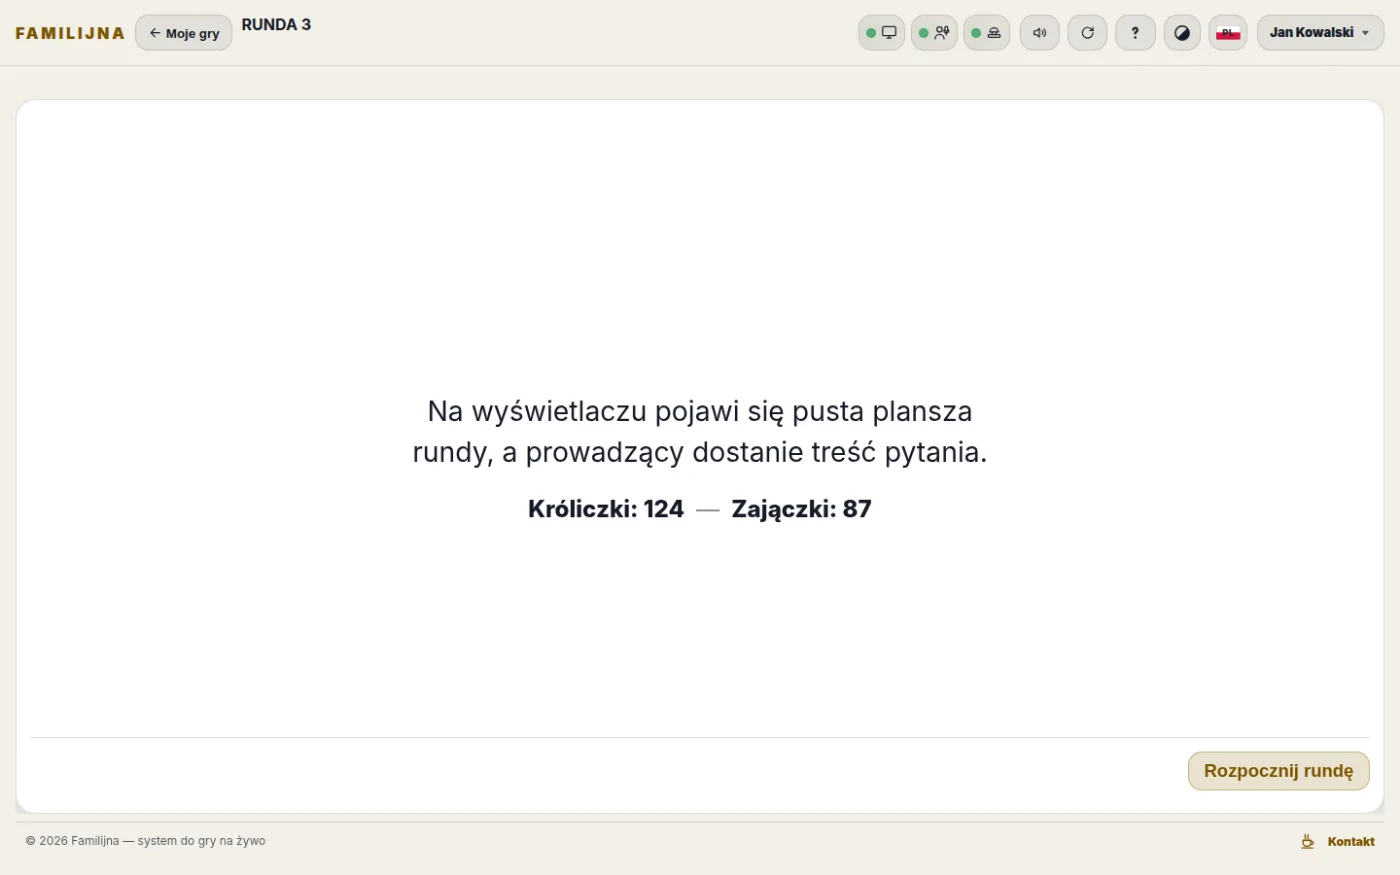 FAMILIJNA
← Moje gry
RUNDA 3
?
PL
Jan Kowalski
Na wyświetlaczu pojawi się pusta plansza
rundy, a prowadzący dostanie treść pytania.
Króliczki: 124 — Zajączki: 87
Rozpocznij rundę
© 2026 Familijna — system do gry na żywo
Kontakt